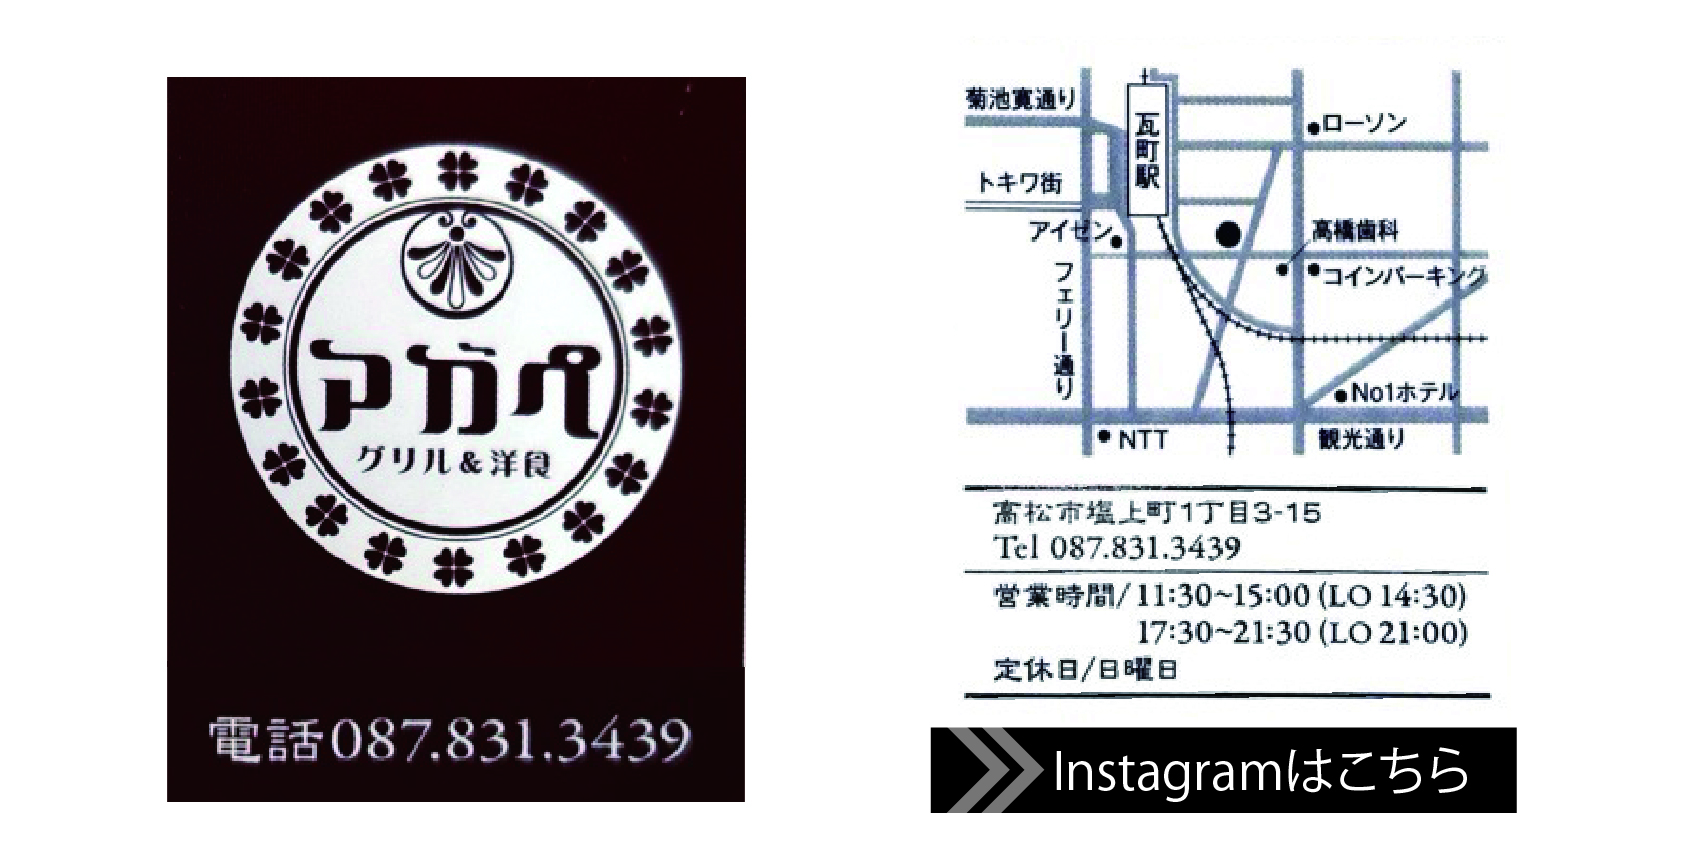 アガペ
グリル&洋食
電話087.831.3439
菊池寛通り
瓦町駅
ローソン
トキワ街
アイゼン
高橋歯科
コインパーキング
フェリー通り
No1ホテル
NTT
観光通り
高松市塩上町1丁目3-15
Tel 087.831.3439
営業時間/11:30~15:00 (LO 14:30)
17:30~21:30 (LO 21:00)
定休日/日曜日
Instagramはこちら